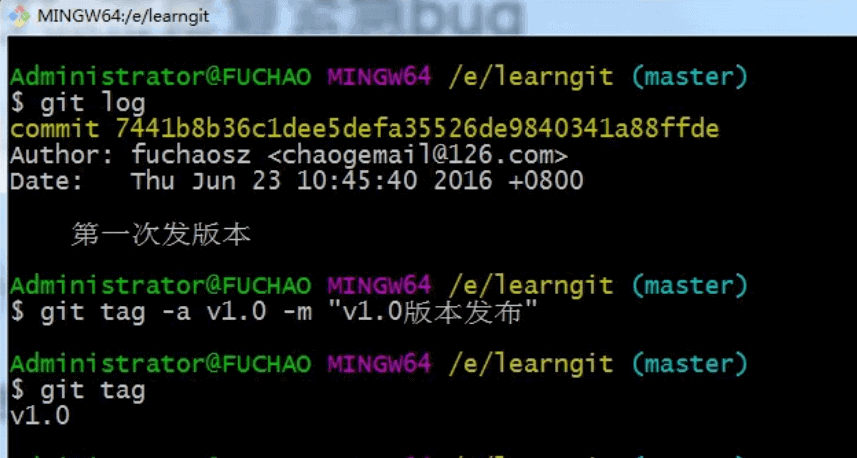 MINGW64:/e/learngit
Administrator@FUCHAO MINGW64 /e/learngit (master)
$ git log
commit 7441b8b36c1dee5defa35526de9840341a88ffde
Author: fuchaosz <chaogemail@126.com>
Date:   Thu Jun 23 10:45:40 2016 +0800
第一次发版本
Administrator@FUCHAO MINGW64 /e/learngit (master)
$ git tag -a v1.0 -m "v1.0版本发布"
Administrator@FUCHAO MINGW64 /e/learngit (master)
$ git tag
v1.0